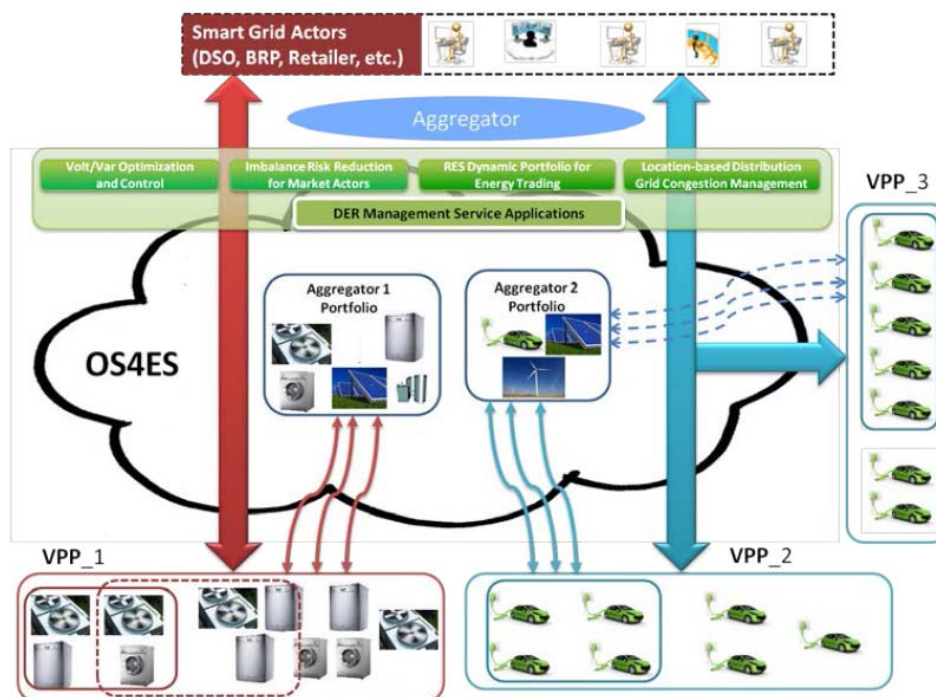 Smart Grid Actors
(DSO, BRP, Retailer, etc.)
Aggregator
Volt/Var Optimization
and Control
Imbalance Risk Reduction
for Market Actors
RES Dynamic Portfolio for
Energy Trading
Location-based Distribution
Grid Congestion Management
DER Management Service Applications
VPP_3
Aggregator 1
Portfolio
Aggregator 2
Portfolio
OS4ES
VPP_1
VPP_2